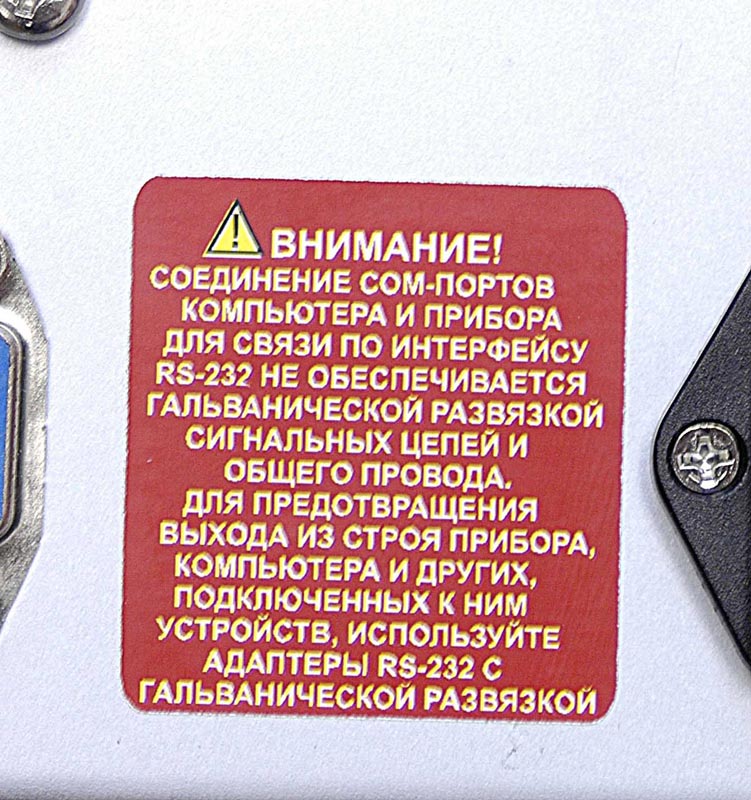 ВНИМАНИЕ!
СОЕДИНЕНИЕ COM-ПОРТОВ
КОМПЬЮТЕРА И ПРИБОРА
ДЛЯ СВЯЗИ ПО ИНТЕРФЕЙСУ
RS-232 НЕ ОБЕСПЕЧИВАЕТСЯ
ГАЛЬВАНИЧЕСКОЙ РАЗВЯЗКОЙ
СИГНАЛЬНЫХ ЦЕПЕЙ И
ОБЩЕГО ПРОВОДА.
ДЛЯ ПРЕДОТВРАЩЕНИЯ
ВЫХОДА ИЗ СТРОЯ ПРИБОРА,
КОМПЬЮТЕРА И ДРУГИХ,
ПОДКЛЮЧЕННЫХ К НИМ
УСТРОЙСТВ, ИСПОЛЬЗУЙТЕ
АДАПТЕРЫ RS-232 С
ГАЛЬВАНИЧЕСКОЙ РАЗВЯЗКОЙ